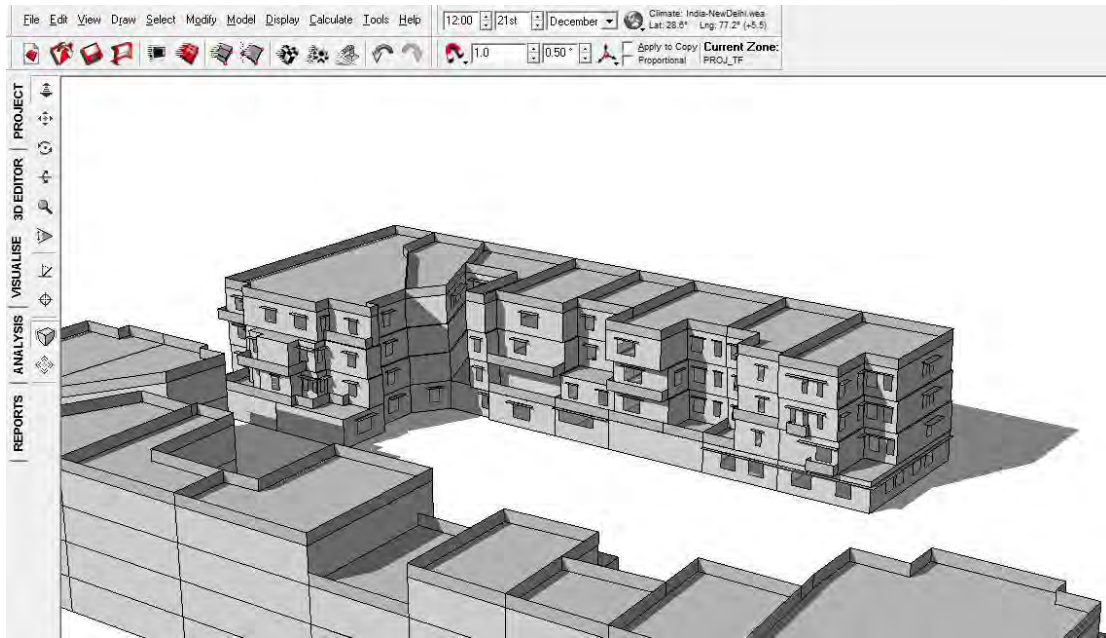 File Edit View Draw Select Modify Model Display Calculate Tools Help
12:00 21st December Climate: India-NewDelhi.wea
Lat: 28.6° Lng: 77.2° (+5.5)
1.0 0.50 ° Apply to Copy Current Zone:
Proportional PROJ_TF
PROJECT
3D EDITOR
VISUALISE
ANALYSIS
REPORTS